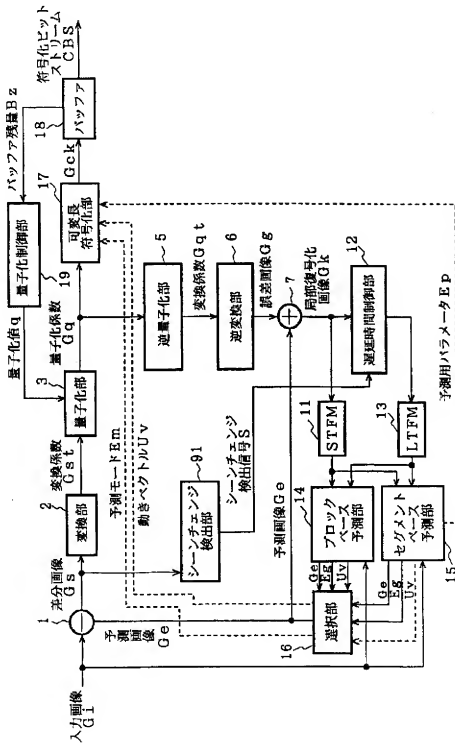 入力画像
Gi
1
差分画像
Gs
予測
画像
Ge
2
変換部
変換係数
Gst
3
量子化部
量子化値q
量子化係数
Gq
19
量子化制御部
バッファ残量Bz
17
可変長
符号化部
Gck
18
バッファ
符号化ビット
ストリーム
CBS
予測モードEm
動きベクトルUv
91
シーンチェンジ
検出部
シーンチェンジ
検出信号S
5
逆量子化部
変換係数Gqt
6
逆変換部
誤差画像Gg
7
局部復号化
画像Gk
予測画像Ge
12
遅延時間制御部
11
STFM
13
LTFM
14
ブロック
ベース
予測部
Ge
Eg
Uv
16
選択部
セグメント
ベース
予測部
15
Ge
Eg
Uv
予測用パラメータEp